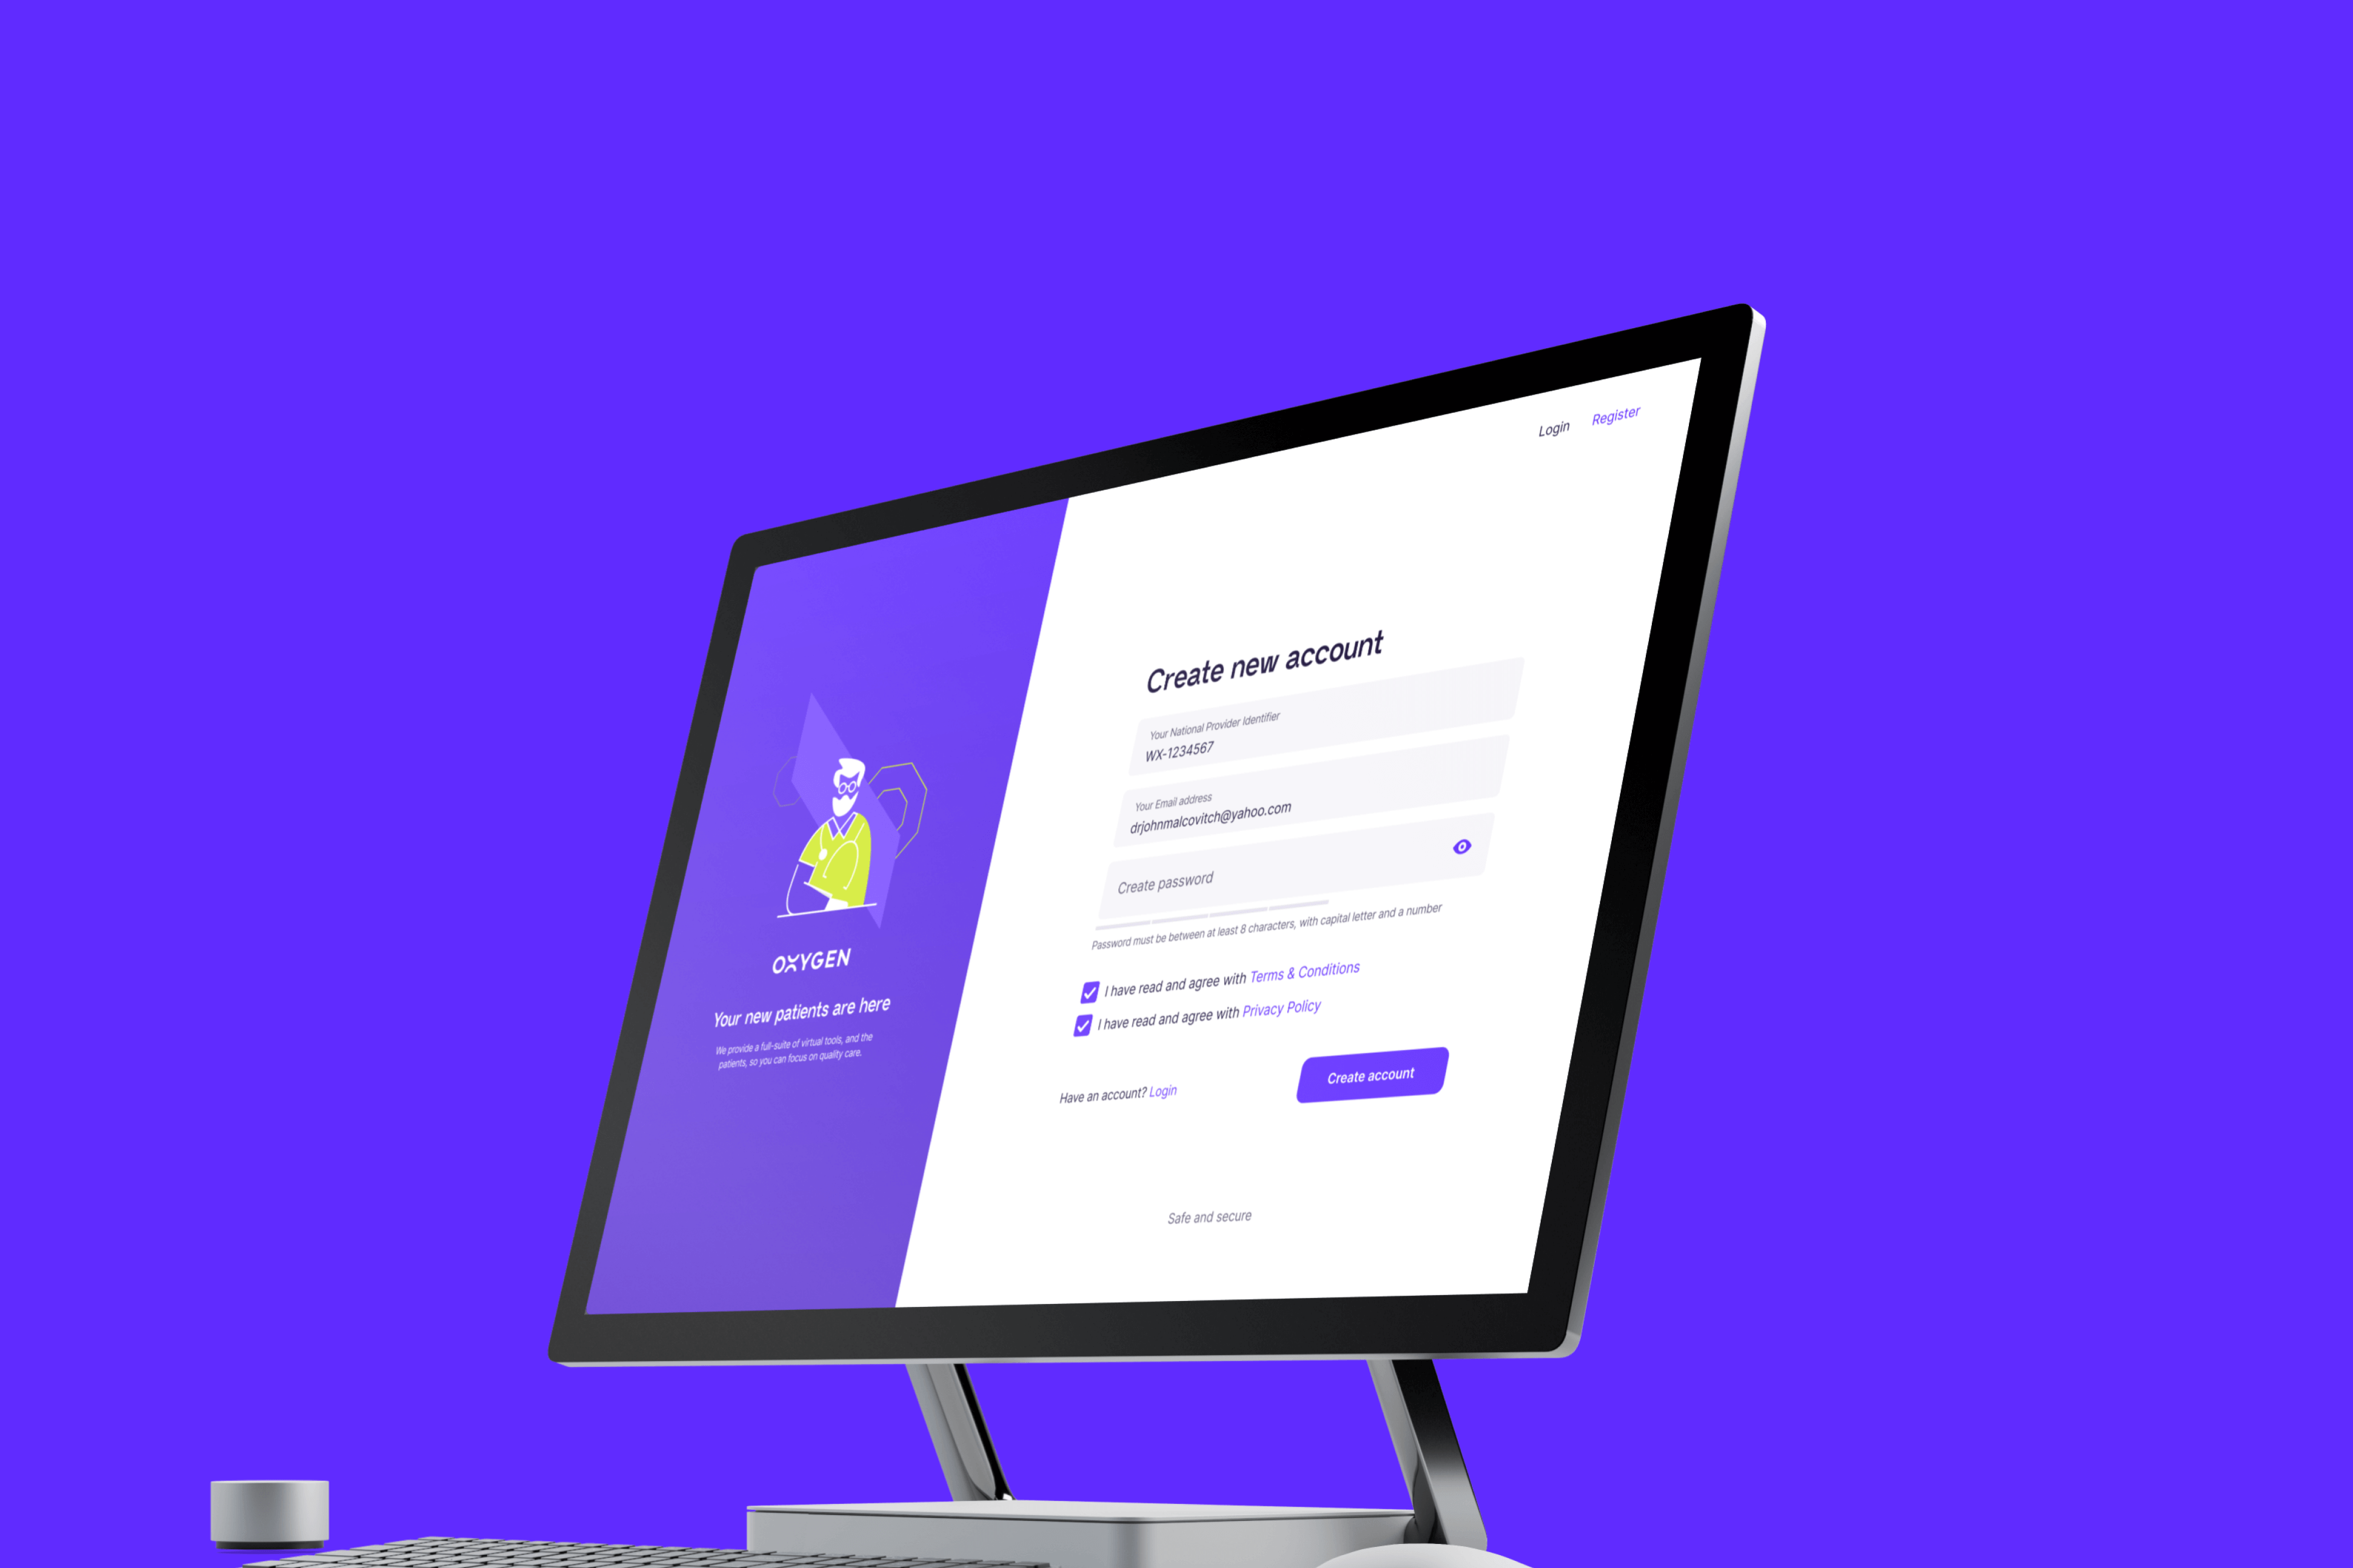 Login Register
OXYGEN
Your new patients are here
We provide a full-suite of virtual tools, and the
patients, so you can focus on quality care.
Create new account
Your National Provider Identifier
WX-1234567
Your Email address
drjohnmalcovitch@yahoo.com
Create password
Password must be between at least 8 characters, with capital letter and a number
I have read and agree with Terms & Conditions
I have read and agree with Privacy Policy
Have an account? Login
Create account
Safe and secure